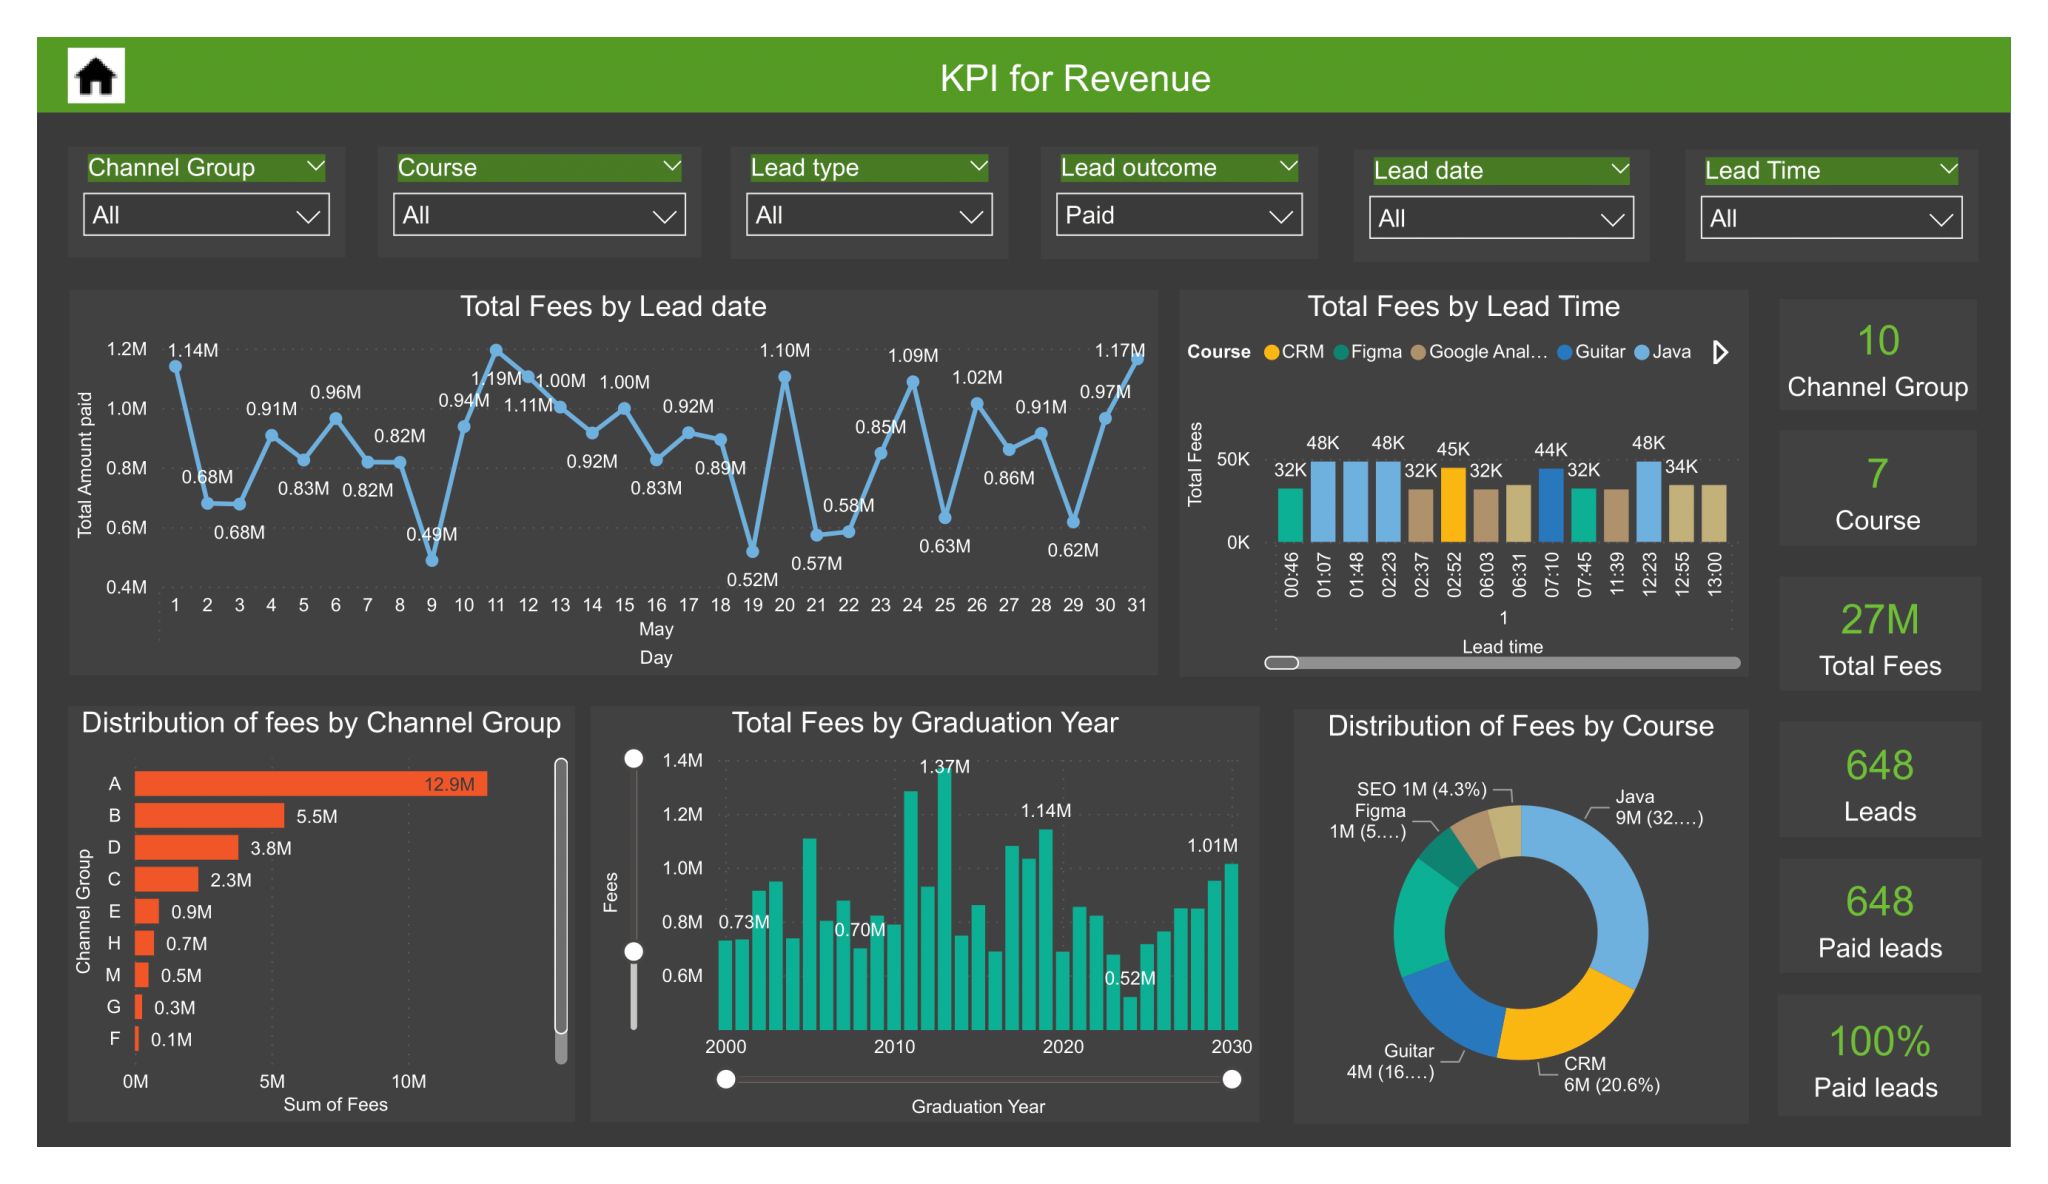 KPI for Revenue
Channel Group
All
Course
All
Lead type
All
Lead outcome
Paid
Lead date
All
Lead Time
All
Total Fees by Lead date
Total Amount paid
1.2M
1.0M
0.8M
0.6M
0.4M
1.14M
0.68M
0.68M
0.91M
0.83M
0.96M
0.82M
0.82M
0.49M
0.94M
1.19M
1.11M
1.00M
0.92M
1.00M
0.83M
0.92M
0.89M
0.52M
1.10M
0.57M
0.58M
0.85M
1.09M
0.63M
1.02M
0.86M
0.91M
0.62M
0.97M
1.17M
1 2 3 4 5 6 7 8 9 10 11 12 13 14 15 16 17 18 19 20 21 22 23 24 25 26 27 28 29 30 31
May
Day
Total Fees by Lead Time
Course CRM Figma Google Anal... Guitar Java
Total Fees
50K
0K
32K 48K 48K 32K 45K 32K 44K 32K 48K 34K
00:46 01:07 01:48 02:23 02:37 02:52 06:03 06:31 07:10 07:45 11:39 12:23 12:55 13:00
1
Lead time
10
Channel Group
7
Course
27M
Total Fees
648
Leads
648
Paid leads
100%
Paid leads
Distribution of fees by Channel Group
Channel Group
A 12.9M
B 5.5M
D 3.8M
C 2.3M
E 0.9M
H 0.7M
M 0.5M
G 0.3M
F 0.1M
0M 5M 10M
Sum of Fees
Total Fees by Graduation Year
Fees
1.4M
1.2M
1.0M
0.8M
0.6M
0.73M
0.70M
1.37M
1.14M
0.52M
1.01M
2000 2010 2020 2030
Graduation Year
Distribution of Fees by Course
SEO 1M (4.3%)
Figma
1M (5....)
Java
9M (32....)
Guitar
4M (16....)
CRM
6M (20.6%)